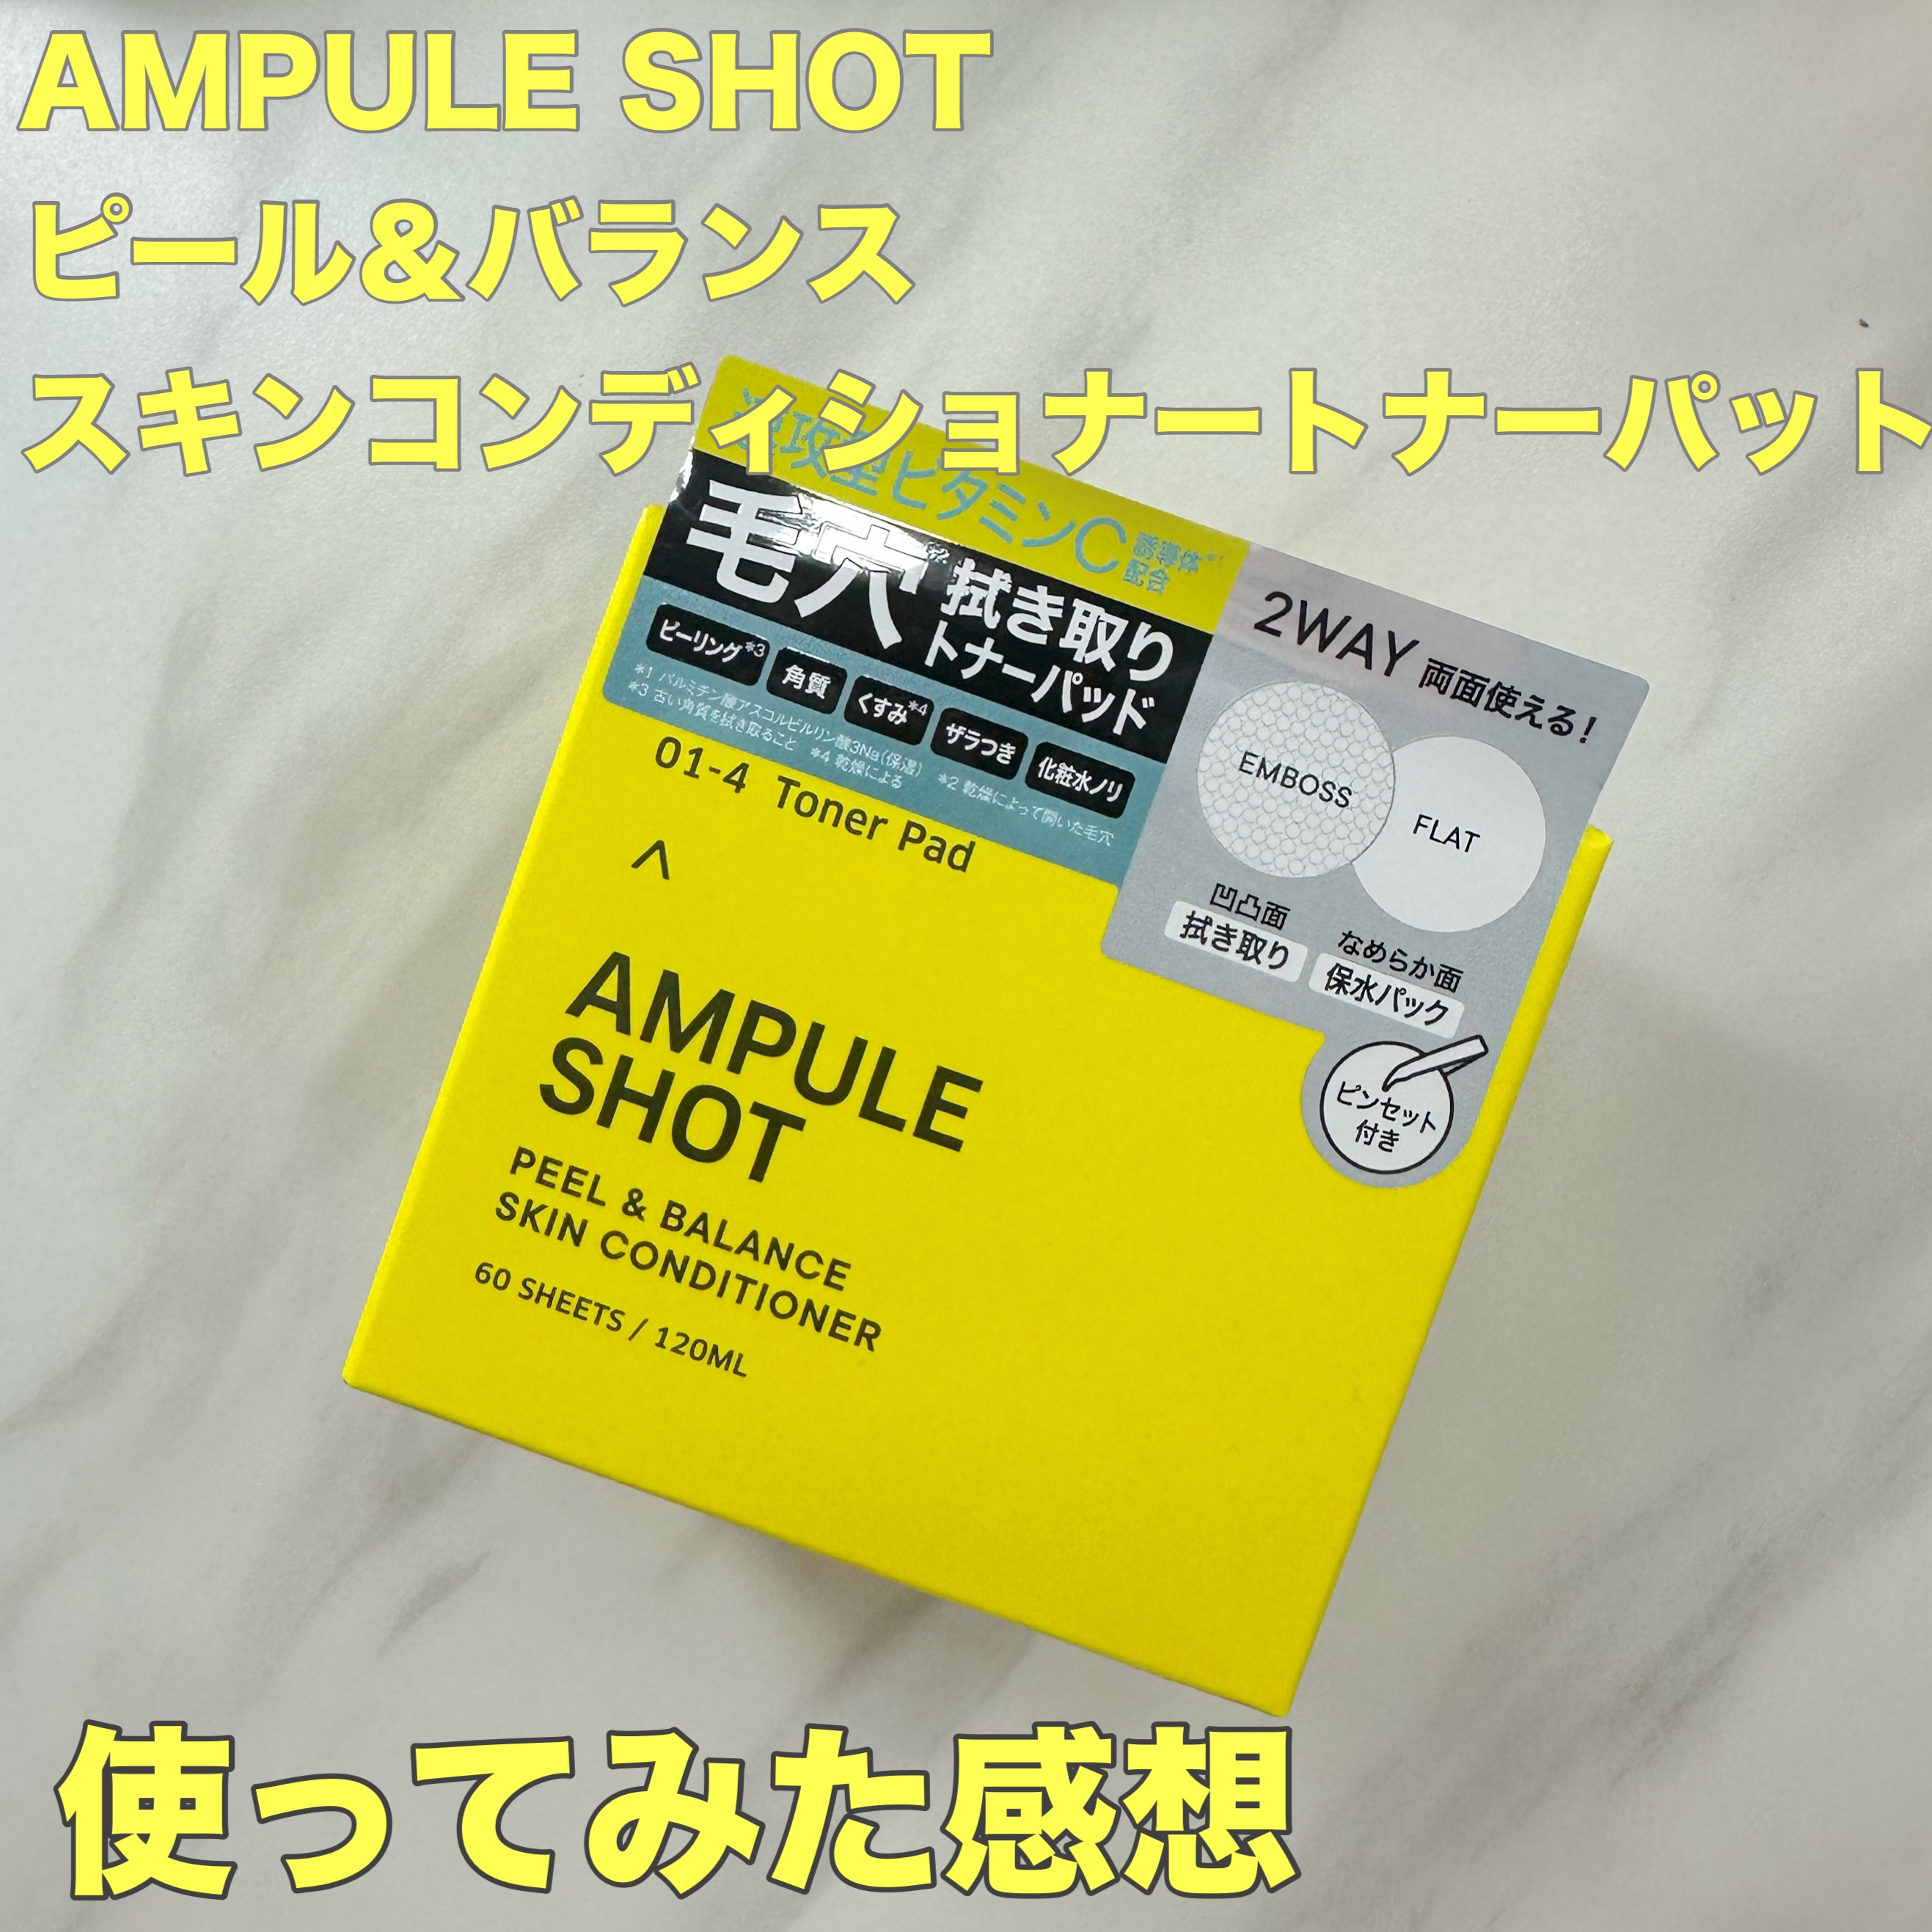 AMPULE SHOT
ピール＆バランス
スキンコンディショナートナーパット
攻型ビタミンC
誘導体*1
配合
毛穴*2
拭き取り
トナーパッド
ピーリング*3 角質 くすみ*4 ザラつき 化粧水ノリ
*1 パルミチン酸アスコルビルリン酸3Na(保湿) *2 乾燥によって開いた毛穴
*3 古い角質を拭き取ること *4 乾燥による
2WAY 両面使える!
EMBOSS
FLAT
凹凸面
拭き取り
なめらか面
保水パック
ピンセット
付き
01-4 Toner Pad
AMPULE
SHOT
PEEL & BALANCE
SKIN CONDITIONER
60 SHEETS / 120ML
使ってみた感想